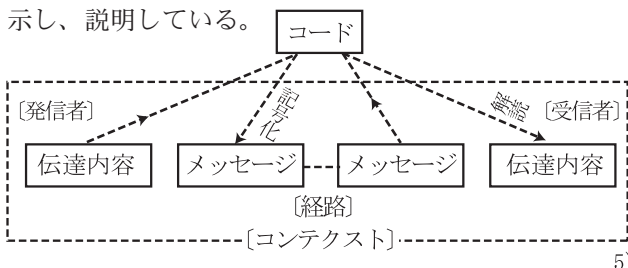 示し、説明している。
コード
〔発信者〕
記号化
解読
〔受信者〕
伝達内容
メッセージ
メッセージ
伝達内容
〔経路〕
〔コンテクスト〕
5)